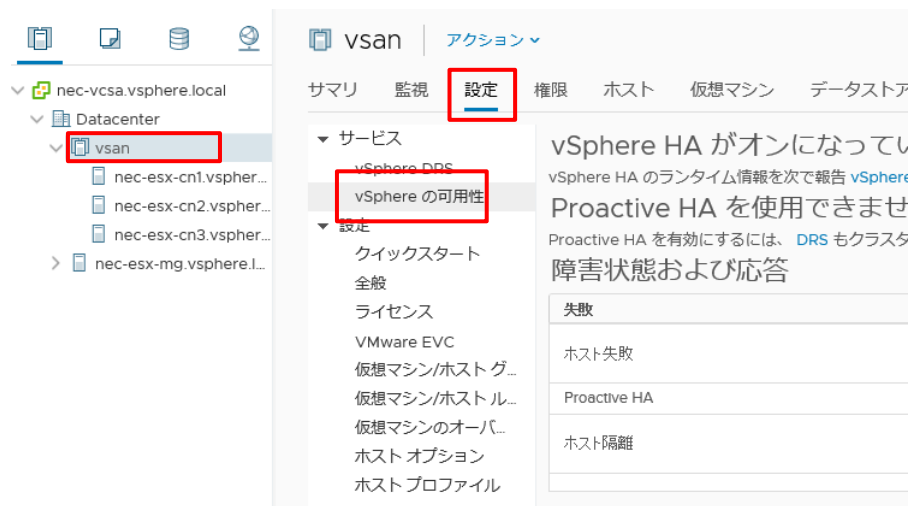 vsan
アクション
nec-vcsa.vsphere.local
Datacenter
vsan
nec-esx-cn1.vspher...
nec-esx-cn2.vspher...
nec-esx-cn3.vspher...
nec-esx-mg.vsphere.l...
サマリ 監視 設定 権限 ホスト 仮想マシン データストア
サービス
vSphere DRS
vSphere の可用性
設定
クイックスタート
全般
ライセンス
VMware EVC
仮想マシン/ホスト グ...
仮想マシン/ホスト ル...
仮想マシンのオーバ...
ホスト オプション
ホスト プロファイル
vSphere HA がオンになってい
vSphere HA のランタイム情報を次で報告 vSphere
Proactive HA を使用できませ
Proactive HA を有効にするには、 DRS もクラスタ
障害状態および応答
失敗
ホスト失敗
Proactive HA
ホスト隔離